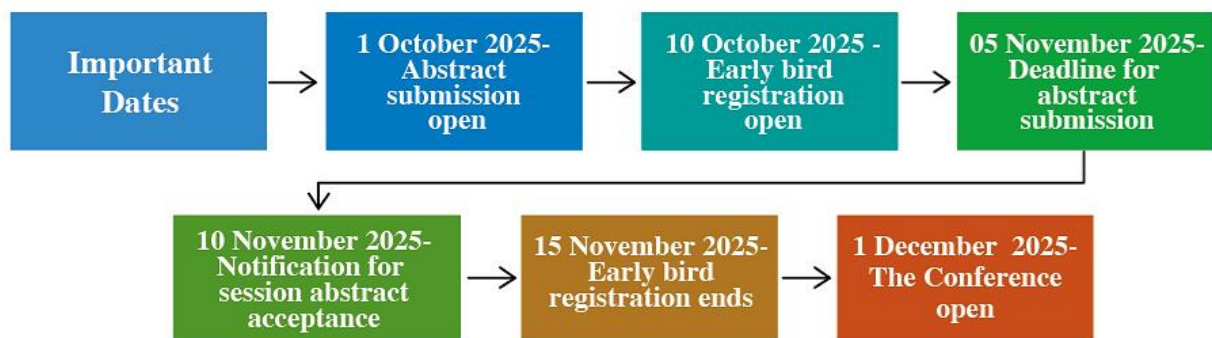 Important
Dates
1 October 2025-
Abstract
submission
open
10 October 2025 -
Early bird
registration
open
05 November 2025-
Deadline for
abstract
submission
10 November 2025-
Notification for
session abstract
acceptance
15 November 2025-
Early bird
registration ends
1 December 2025-
The Conference
open